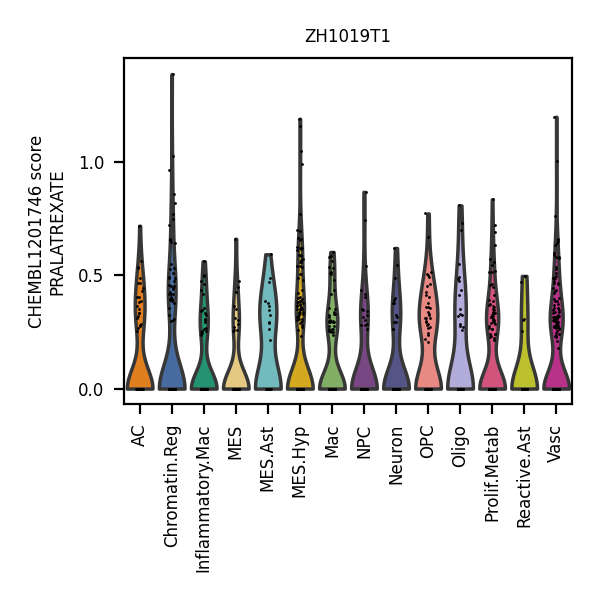 ZH1019T1
CHEMBL1201746 score
PRALATREXATE
1.0
0.5
0.0
AC
Chromatin.Reg
Inflammatory.Mac
MES
MES.Ast
MES.Hyp
Mac
NPC
Neuron
OPC
Oligo
Prolif.Metab
Reactive.Ast
Vasc